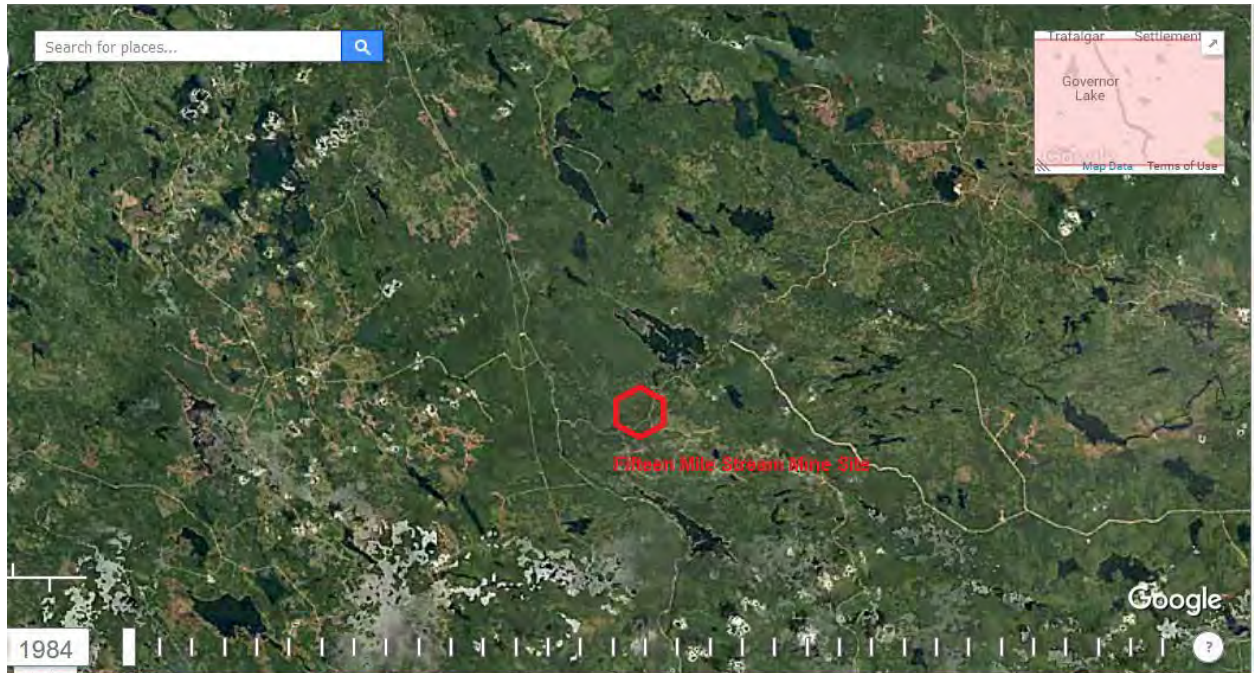 Search for places...
Trafalgar Settlement
Governor
Lake
Map Data Terms of Use
Fifteen Mile Stream Mine Site
Google
1984
?